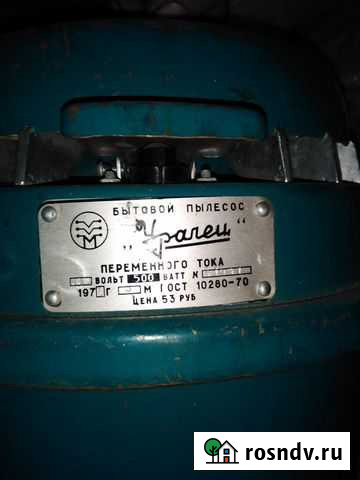 БЫТОВОЙ ПЫЛЕСОС
"Уралец"
ПЕРЕМЕННОГО ТОКА
ВОЛЬТ 500 ВАТТ N
197 Г М ГОСТ 10280-70
ЦЕНА 53 РУБ
rosndv.ru